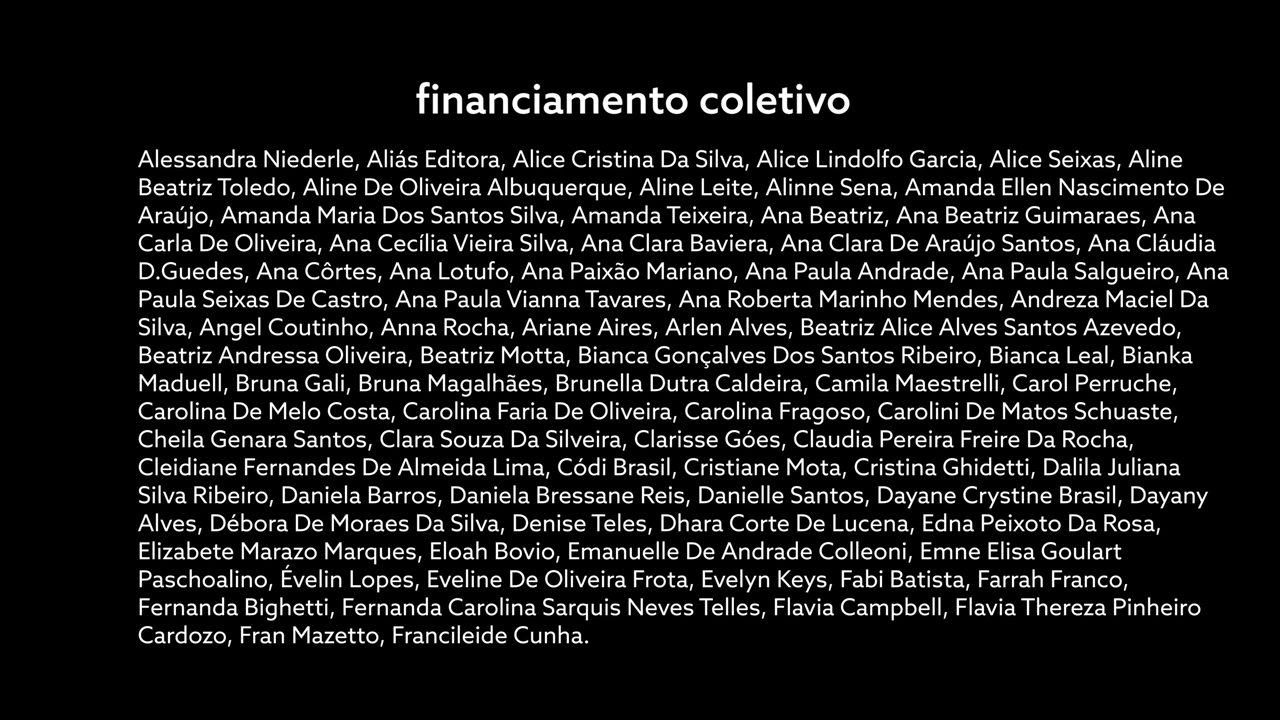 financiamento coletivo
Alessandra Niederle, Aliás Editora, Alice Cristina Da Silva, Alice Lindolfo Garcia, Alice Seixas, Aline
Beatriz Toledo, Aline De Oliveira Albuquerque, Aline Leite, Alinne Sena, Amanda Ellen Nascimento De
Araújo, Amanda Maria Dos Santos Silva, Amanda Teixeira, Ana Beatriz, Ana Beatriz Guimaraes, Ana
Carla De Oliveira, Ana Cecília Vieira Silva, Ana Clara Baviera, Ana Clara De Araújo Santos, Ana Cláudia
D.Guedes, Ana Côrtes, Ana Lotufo, Ana Paixão Mariano, Ana Paula Andrade, Ana Paula Salgueiro, Ana
Paula Seixas De Castro, Ana Paula Vianna Tavares, Ana Roberta Marinho Mendes, Andreza Maciel Da
Silva, Angel Coutinho, Anna Rocha, Ariane Aires, Arlen Alves, Beatriz Alice Alves Santos Azevedo,
Beatriz Andressa Oliveira, Beatriz Motta, Bianca Gonçalves Dos Santos Ribeiro, Bianca Leal, Bianka
Maduell, Bruna Gali, Bruna Magalhães, Brunella Dutra Caldeira, Camila Maestrelli, Carol Perruche,
Carolina De Melo Costa, Carolina Faria De Oliveira, Carolina Fragoso, Carolini De Matos Schuaste,
Cheila Genara Santos, Clara Souza Da Silveira, Clarisse Góes, Claudia Pereira Freire Da Rocha,
Cleidiane Fernandes De Almeida Lima, Códi Brasil, Cristiane Mota, Cristina Ghidetti, Dalila Juliana
Silva Ribeiro, Daniela Barros, Daniela Bressane Reis, Danielle Santos, Dayane Crystine Brasil, Dayany
Alves, Débora De Moraes Da Silva, Denise Teles, Dhara Corte De Lucena, Edna Peixoto Da Rosa,
Elizabete Marazo Marques, Eloah Bovio, Emanuelle De Andrade Colleoni, Emne Elisa Goulart
Paschoalino, Évelin Lopes, Eveline De Oliveira Frota, Evelyn Keys, Fabi Batista, Farrah Franco,
Fernanda Bighetti, Fernanda Carolina Sarquis Neves Telles, Flavia Campbell, Flavia Thereza Pinheiro
Cardozo, Fran Mazetto, Francileide Cunha.